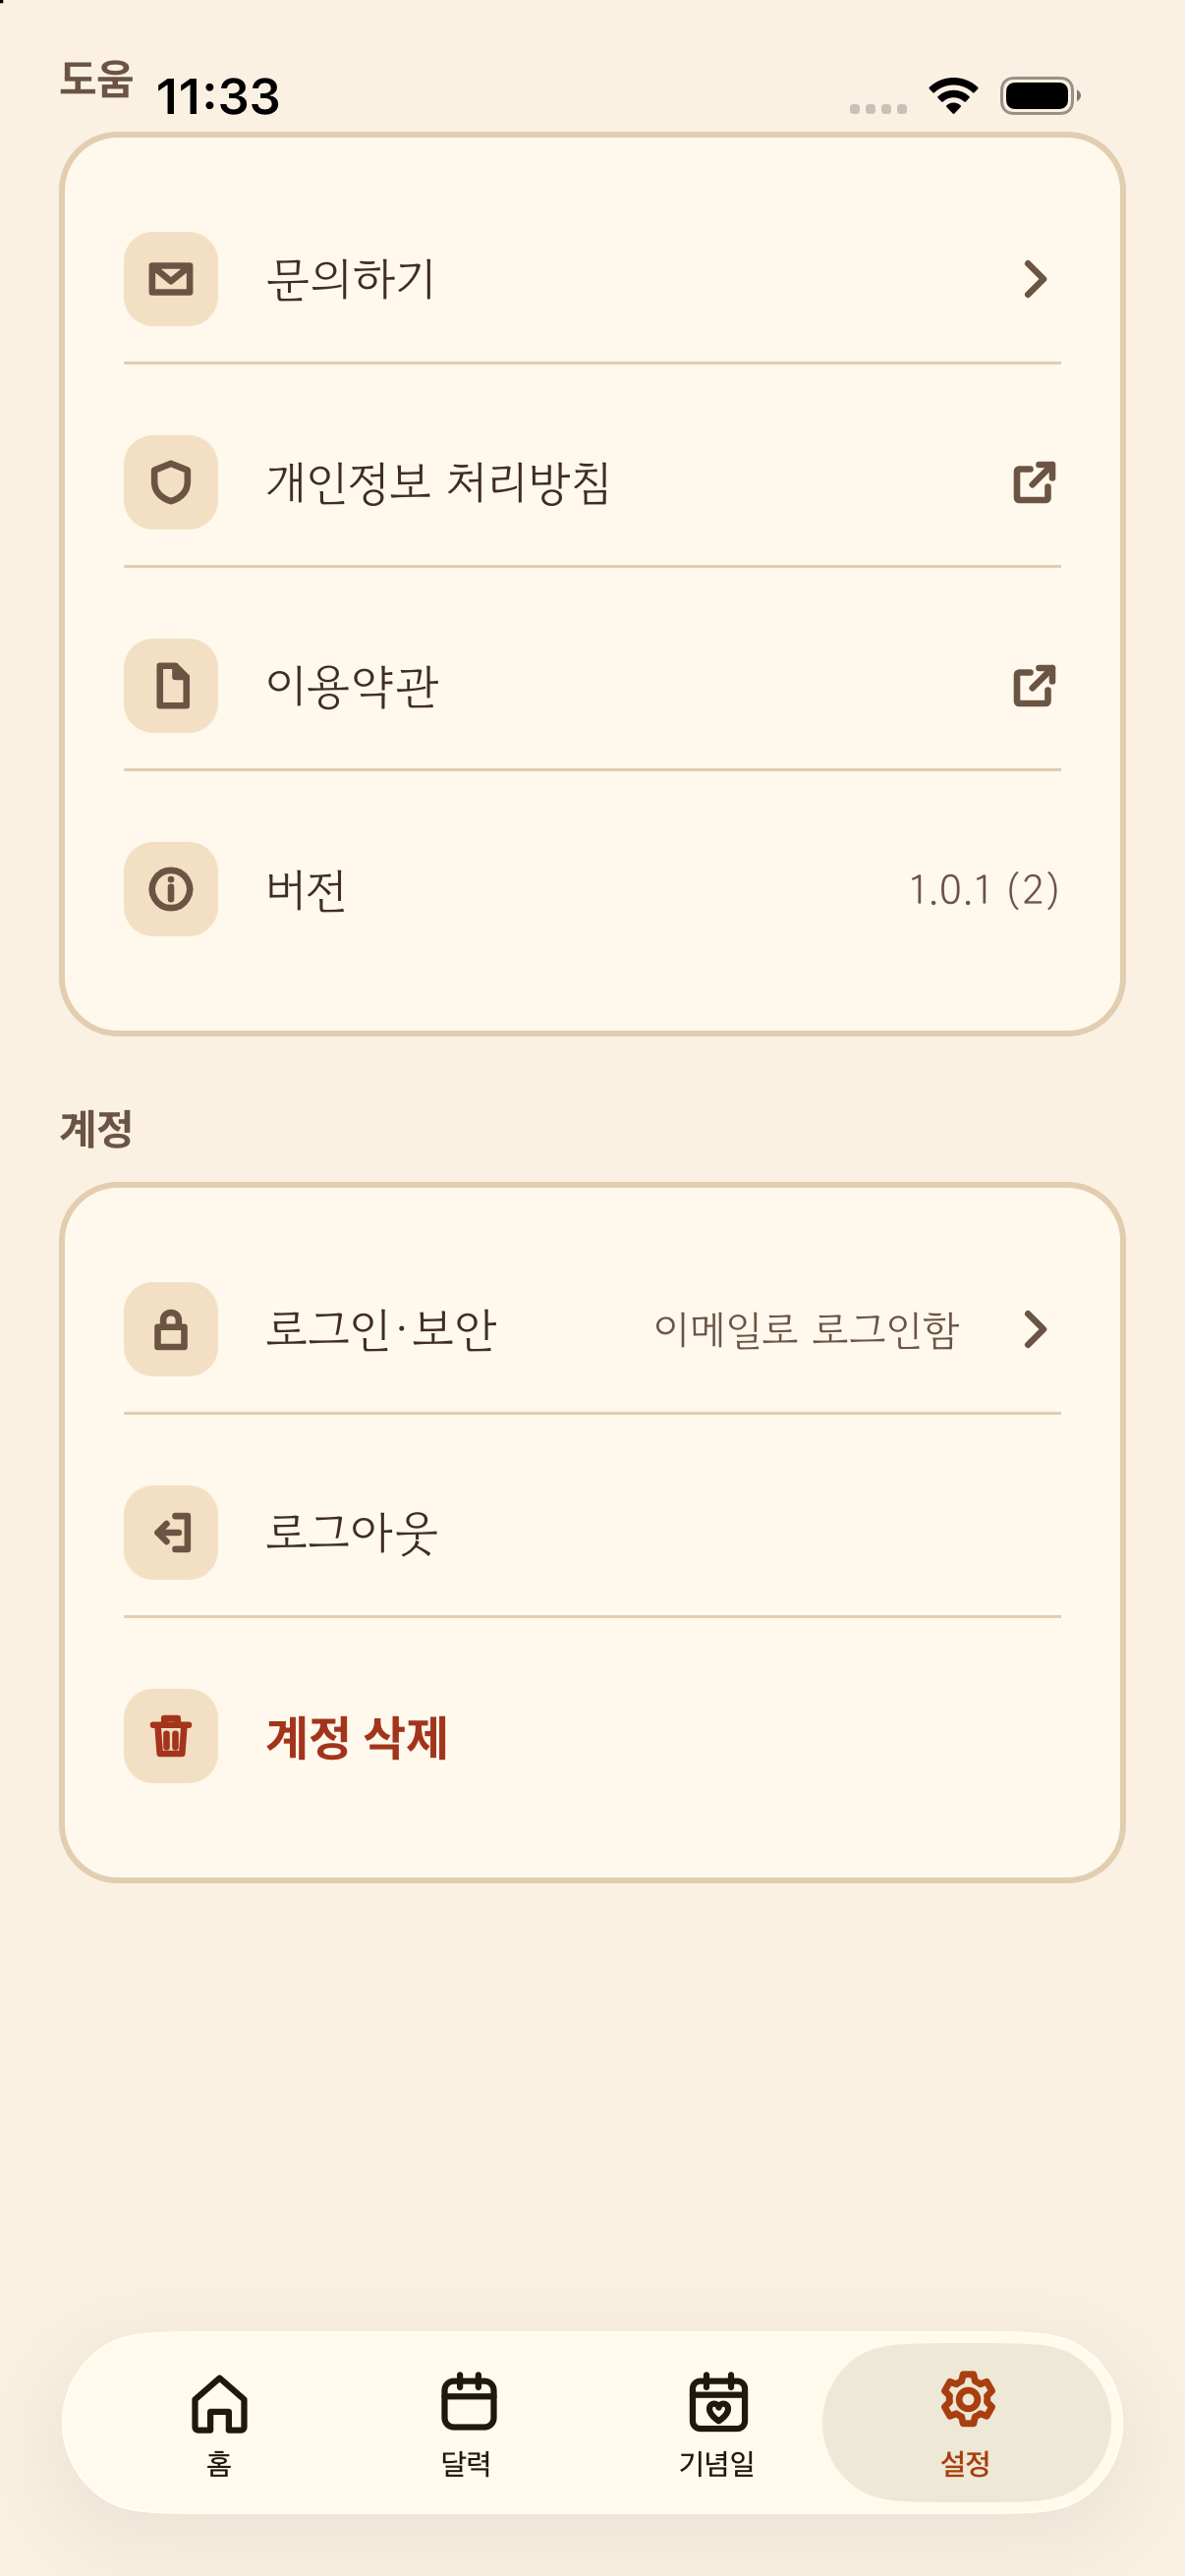 도움
11:33
문의하기
개인정보 처리방침
이용약관
버전 1.0.1 (2)
계정
로그인·보안 이메일로 로그인함
로그아웃
계정 삭제
홈 달력 기념일 설정